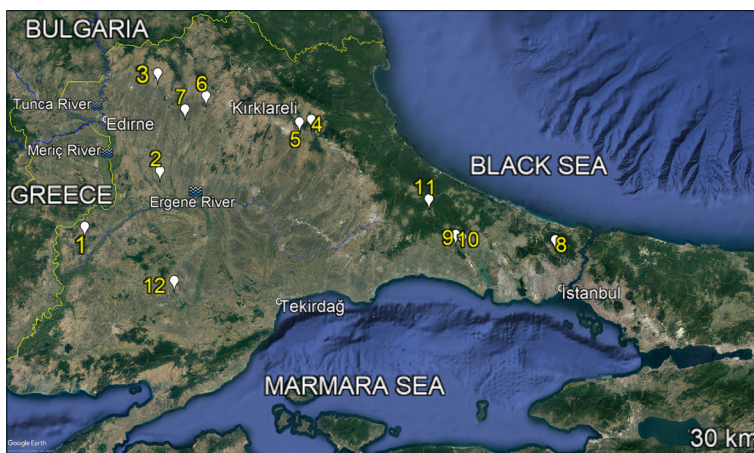 BULGARIA
3
6
Tunca River
7
Kırklareli
Edirne
5
4
Meriç River
2
BLACK SEA
GREECE
Ergene River
11
1
9
10
8
12
İstanbul
Tekirdağ
MARMARA SEA
Google Earth
30 km